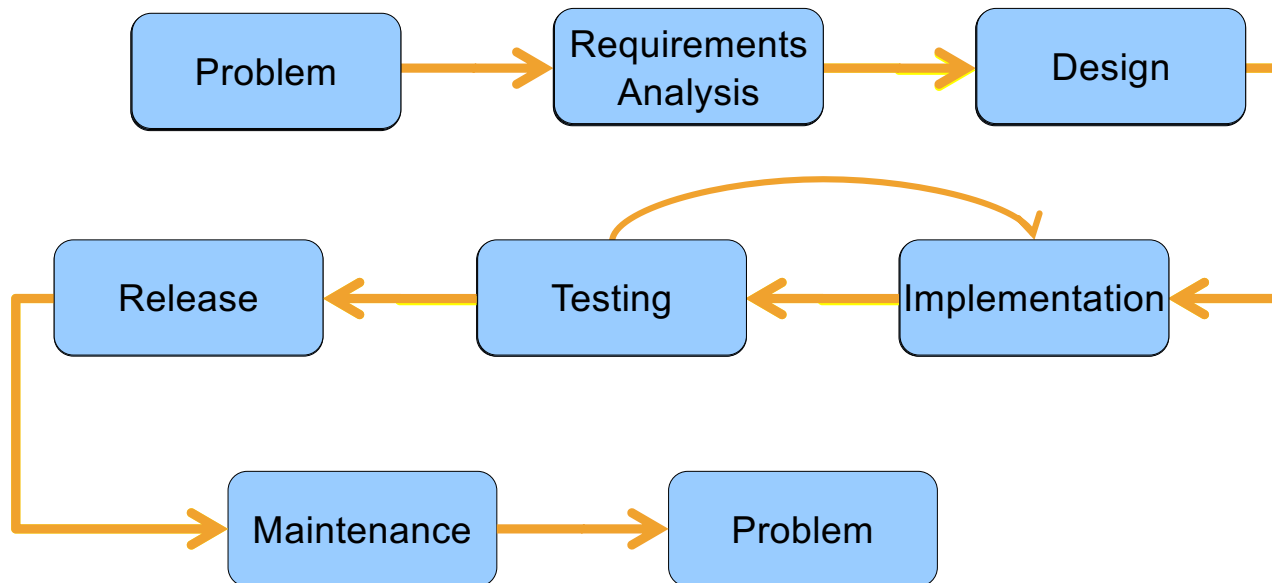 Problem
Requirements
Analysis
Design
Release
Testing
Implementation
Maintenance
Problem